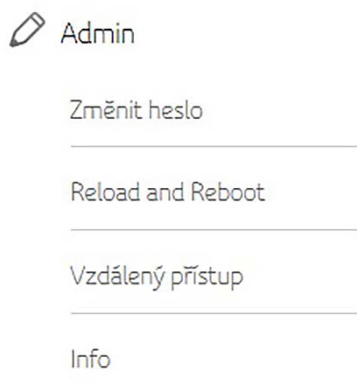 Admin
Změnit heslo
Reload and Reboot
Vzdálený přístup
Info